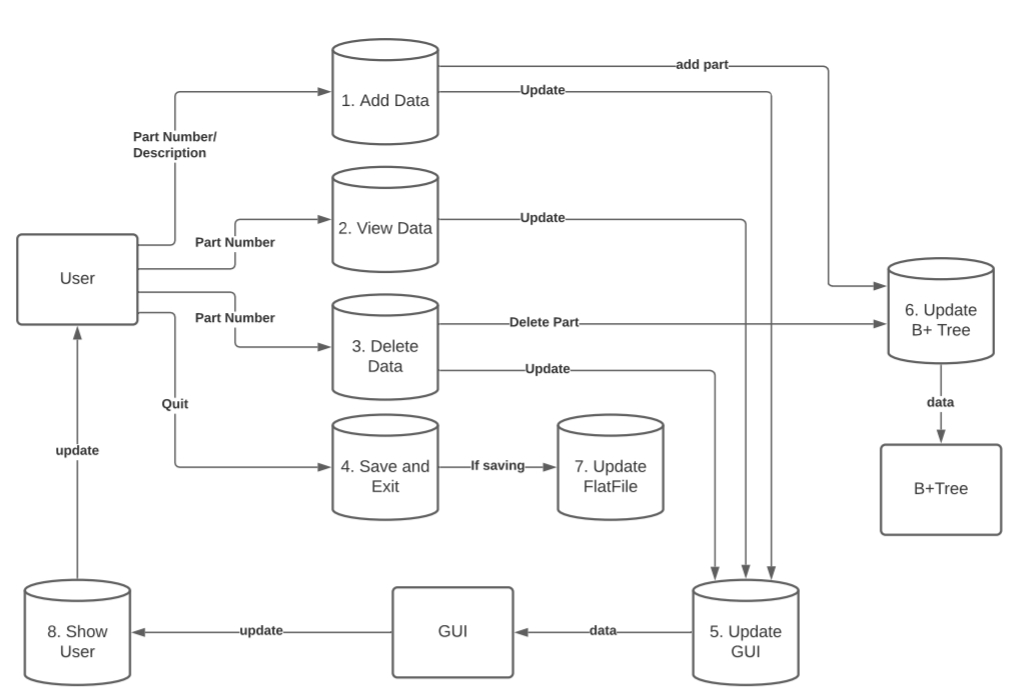 add part
Update
1. Add Data
Part Number/
Description
Update
2. View Data
Part Number
User
6. Update
B+ Tree
Part Number
Delete Part
3. Delete
Data
Update
Quit
data
update
4. Save and
Exit
If saving
7. Update
FlatFile
B+Tree
8. Show
User
update
GUI
data
5. Update
GUI